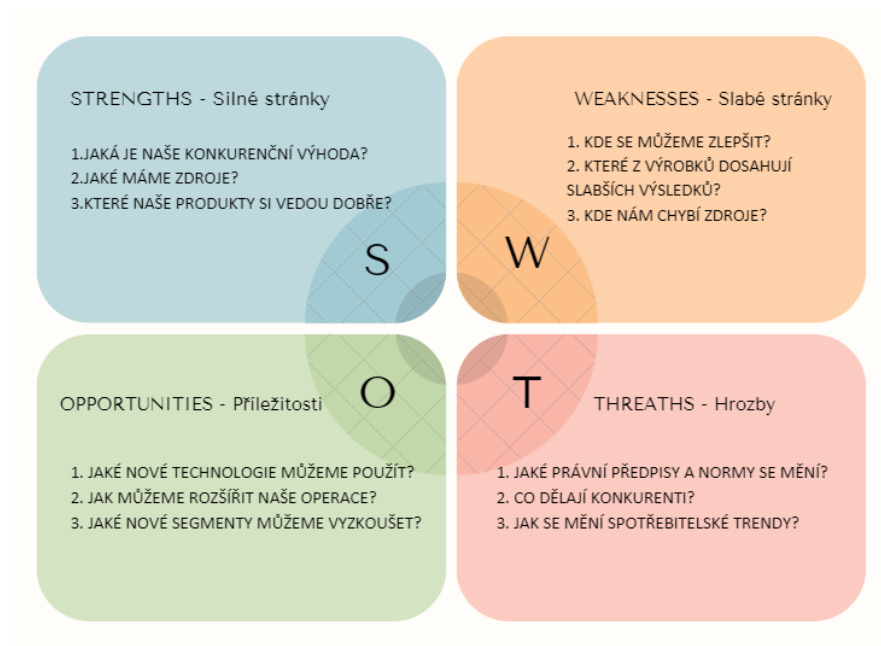 STRENGTHS - Silné stránky
1.JAKÁ JE NAŠE KONKURENČNÍ VÝHODA?
2.JAKÉ MÁME ZDROJE?
3.KTERÉ NAŠE PRODUKTY SI VEDOU DOBŘE?
S
WEAKNESSES - Slabé stránky
1. KDE SE MŮŽEME ZLEPŠIT?
2. KTERÉ Z VÝROBKŮ DOSAHUJÍ
SLABŠÍCH VÝSLEDKŮ?
3. KDE NÁM CHYBÍ ZDROJE?
W
OPPORTUNITIES - Příležitosti
O
1. JAKÉ NOVÉ TECHNOLOGIE MŮŽEME POUŽÍT?
2. JAK MŮŽEME ROZŠÍŘIT NAŠE OPERACE?
3. JAKÉ NOVÉ SEGMENTY MŮŽEME VYZKOUŠET?
T
THREATHS - Hrozby
1. JAKÉ PRÁVNÍ PŘEDPISY A NORMY SE MĚNÍ?
2. CO DĚLAJÍ KONKURENTI?
3. JAK SE MĚNÍ SPOTŘEBITELSKÉ TRENDY?